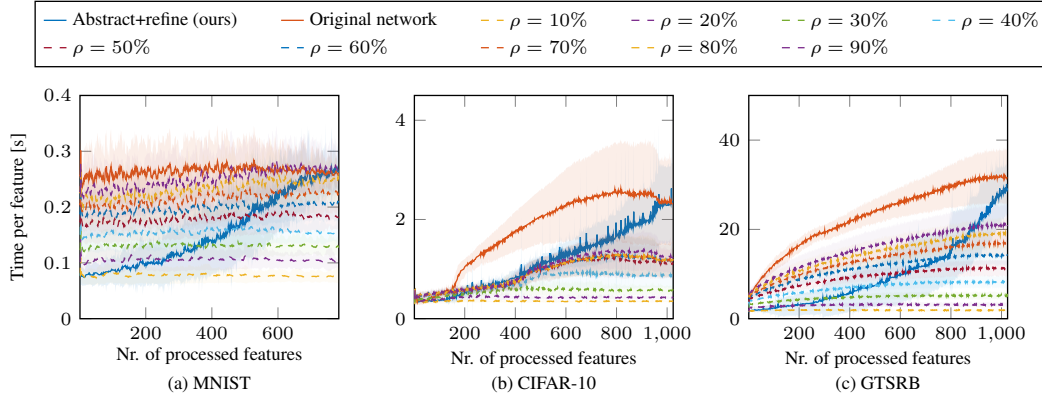 Abstract+refine (ours) Original network ρ = 10% ρ = 20% ρ = 30% ρ = 40%
ρ = 50% ρ = 60% ρ = 70% ρ = 80% ρ = 90%
Time per feature [s]
0.4
0.3
0.2
0.1
0
200 400 600
Nr. of processed features
(a) MNIST
4
2
0
200 400 600 800 1,000
Nr. of processed features
(b) CIFAR-10
40
20
0
200 400 600 800 1,000
Nr. of processed features
(c) GTSRB